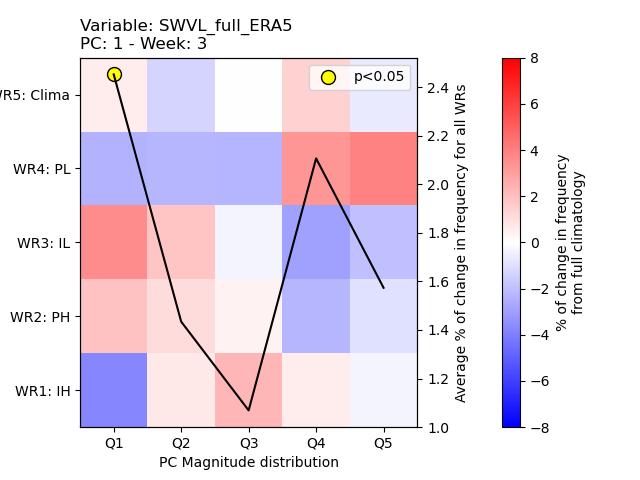 Variable: SWVL_full_ERA5
PC: 1 - Week: 3
p<0.05
WR5: Clima
WR4: PL
WR3: IL
WR2: PH
WR1: IH
Q1 Q2 Q3 Q4 Q5
PC Magnitude distribution
2.4
2.2
2.0
1.8
1.6
1.4
1.2
1.0
Average % of change in frequency for all WRs
8
6
4
2
0
−2
−4
−6
−8
% of change in frequency
from full climatology